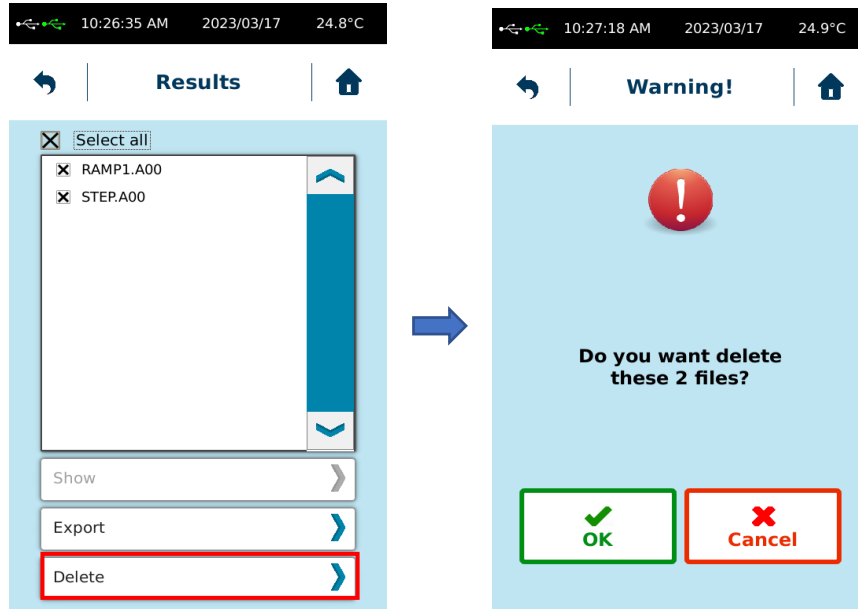 10:26:35 AM 2023/03/17 24.8°C
Results
Select all
RAMP1.A00
STEP.A00
Show
Export
Delete
10:27:18 AM 2023/03/17 24.9°C
Warning!
Do you want delete
these 2 files?
OK
Cancel